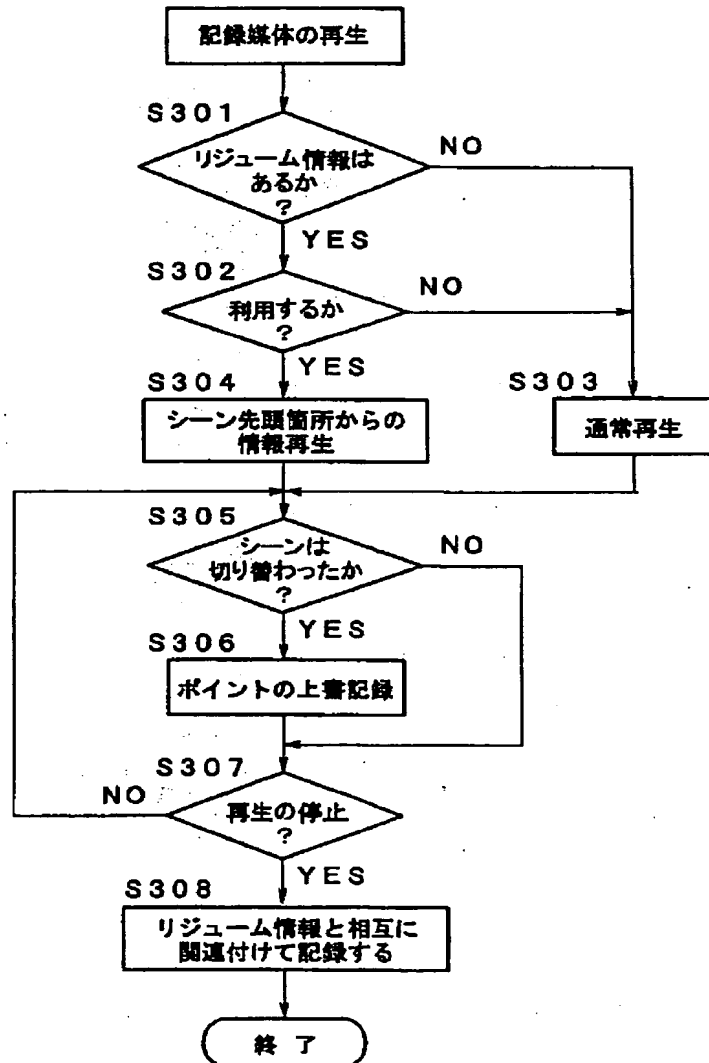 記録媒体の再生
S301
リジューム情報は
あるか
?
NO
YES
S302
利用するか
?
NO
YES
S304
シーン先頭箇所からの
情報再生
S303
通常再生
S305
シーンは
切り替わったか
?
NO
YES
S306
ポイントの上書記録
S307
再生の停止
?
NO
YES
S308
リジューム情報と相互に
関連付けて記録する
終 了